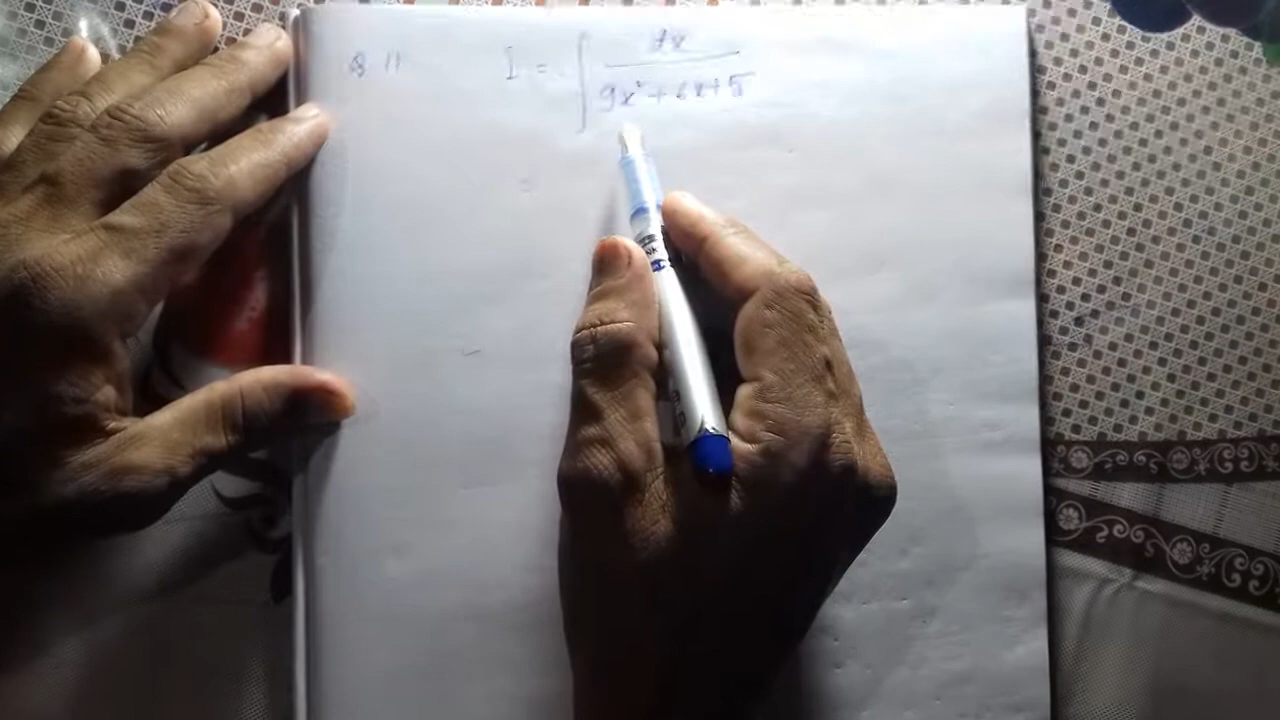 Q 11 I = ∫ dx / 9x² + 6x + 5